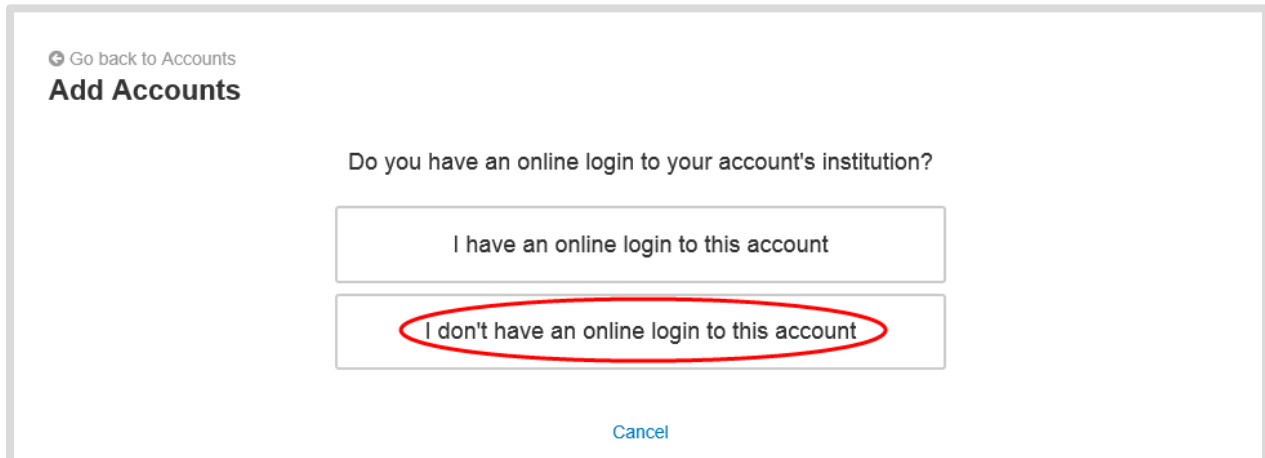 Go back to Accounts
Add Accounts
Do you have an online login to your account's institution?
I have an online login to this account
I don't have an online login to this account
Cancel